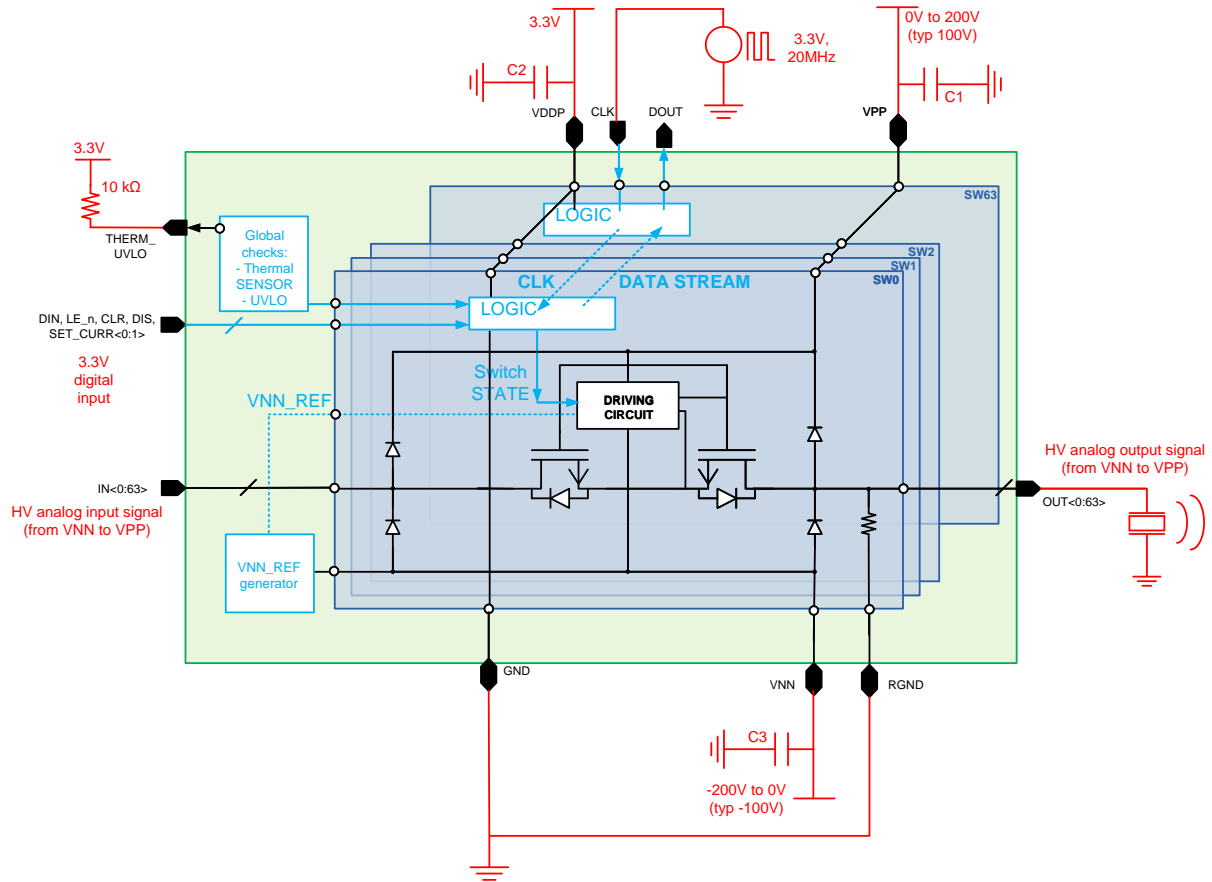 3.3V
C2
VDDP
CLK
DOUT
3.3V,
20MHz
0V to 200V
(typ 100V)
C1
VPP
3.3V
10 kΩ
THERM_
UVLO
Global
checks:
- Thermal
SENSOR
- UVLO
SW63
LOGIC
SW2
SW1
SW0
CLK
DATA STREAM
LOGIC
DIN, LE_n, CLR, DIS,
SET_CURR<0:1>
3.3V
digital
input
Switch
STATE
DRIVING
CIRCUIT
VNN_REF
IN<0:63>
HV analog input signal
(from VNN to VPP)
HV analog output signal
(from VNN to VPP)
OUT<0:63>
VNN_REF
generator
GND
VNN
RGND
C3
-200V to 0V
(typ -100V)